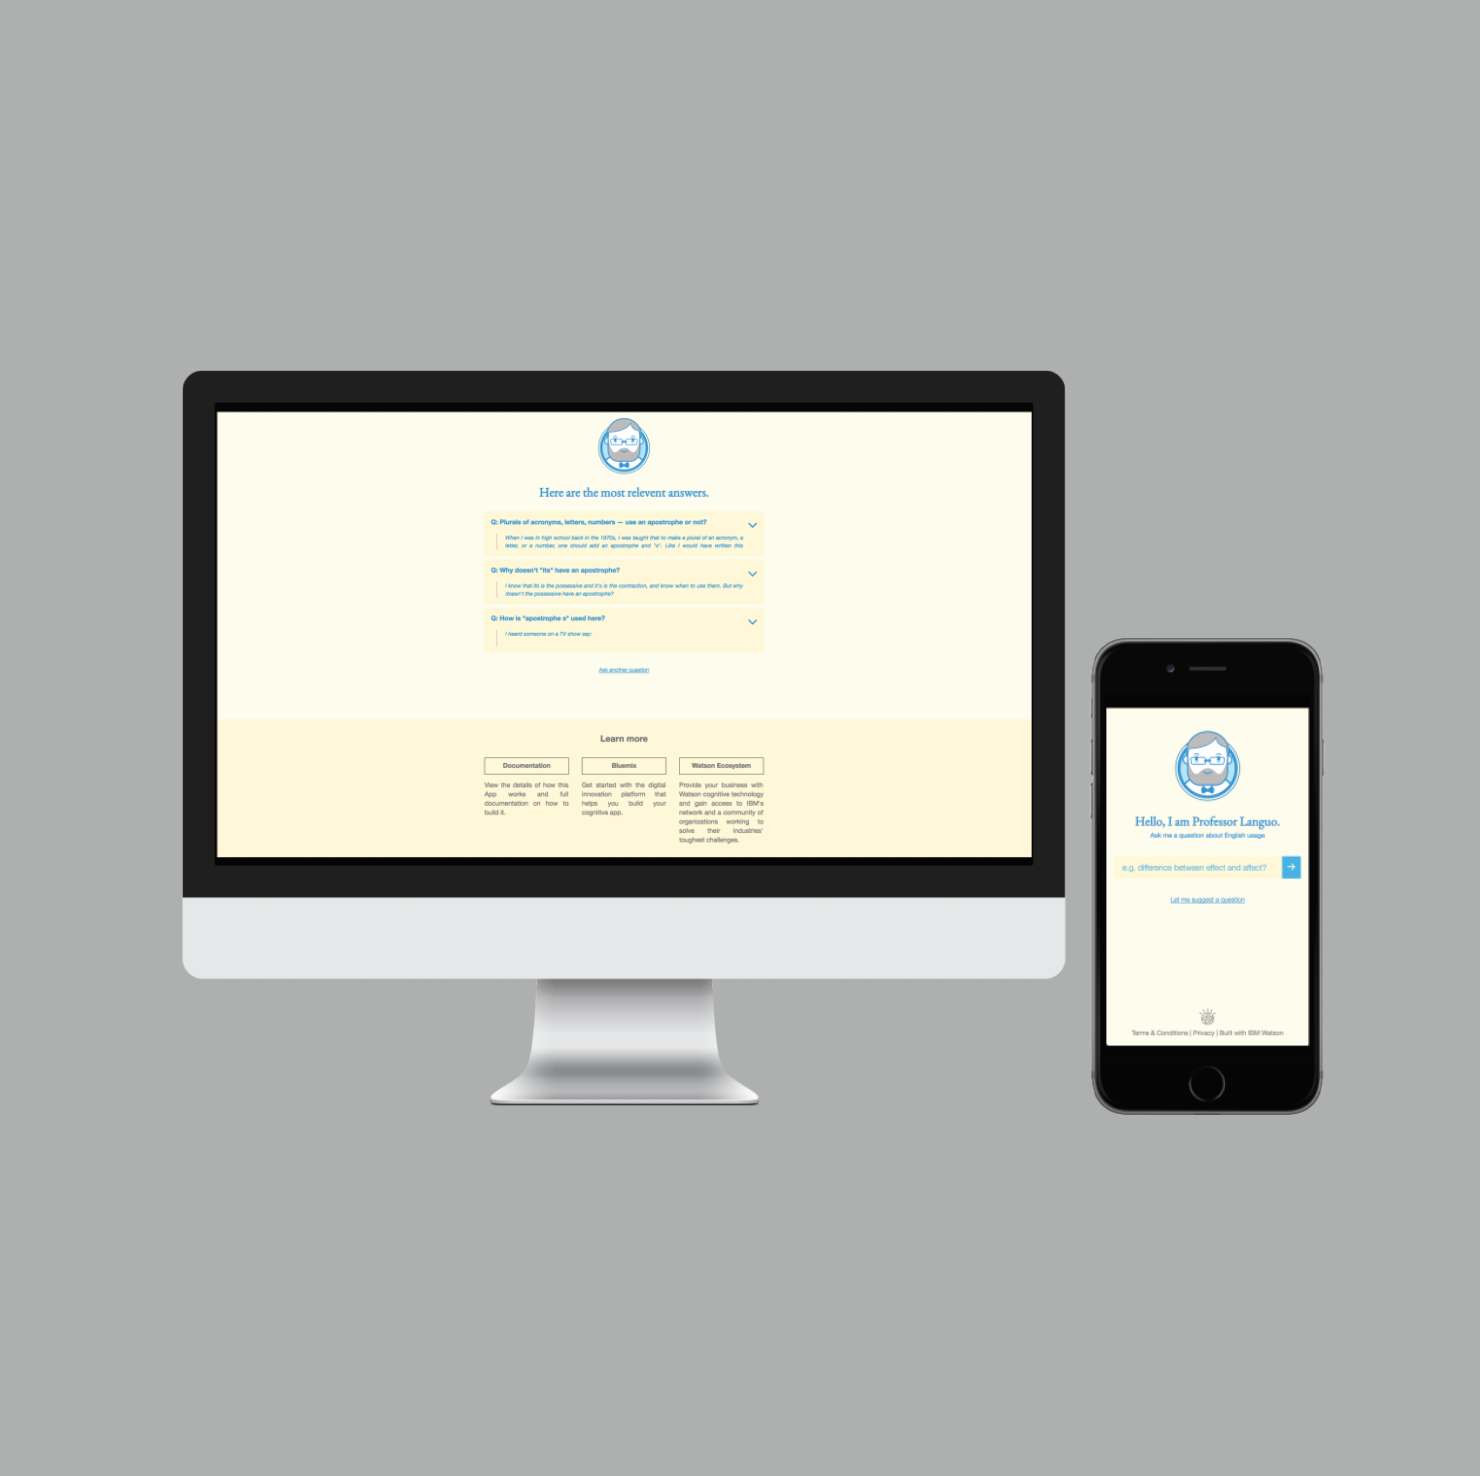 Here are the most relevent answers.
Q: Plurals of acronyms, letters, numbers — use an apostrophe or not?
When I was in high school back in the 1970s, I was taught that to make a plural of an acronym, a
letter, or a number, one should add an apostrophe and "s". Like I would have written this
Q: Why doesn't "its" have an apostrophe?
I know that its is the possessive and it's is the contraction, and know when to use them. But why
doesn't the possessive have an apostrophe?
Q: How is "apostrophe s" used here?
I heard someone on a TV show say:
Ask another question
Learn more
Documentation
View the details of how this
App works and full
documentation on how to
build it.
Bluemix
Get started with the digital
innovation platform that
helps you build your
cognitive app.
Watson Ecosystem
Provide your business with
Watson cognitive technology
and gain access to IBM's
network and a community of
organizations working to
solve their industries'
toughest challenges.
Hello, I am Professor Languo.
Ask me a question about English usage
e.g. difference between effect and affect?
Let me suggest a question
Terms & Conditions | Privacy | Built with IBM Watson